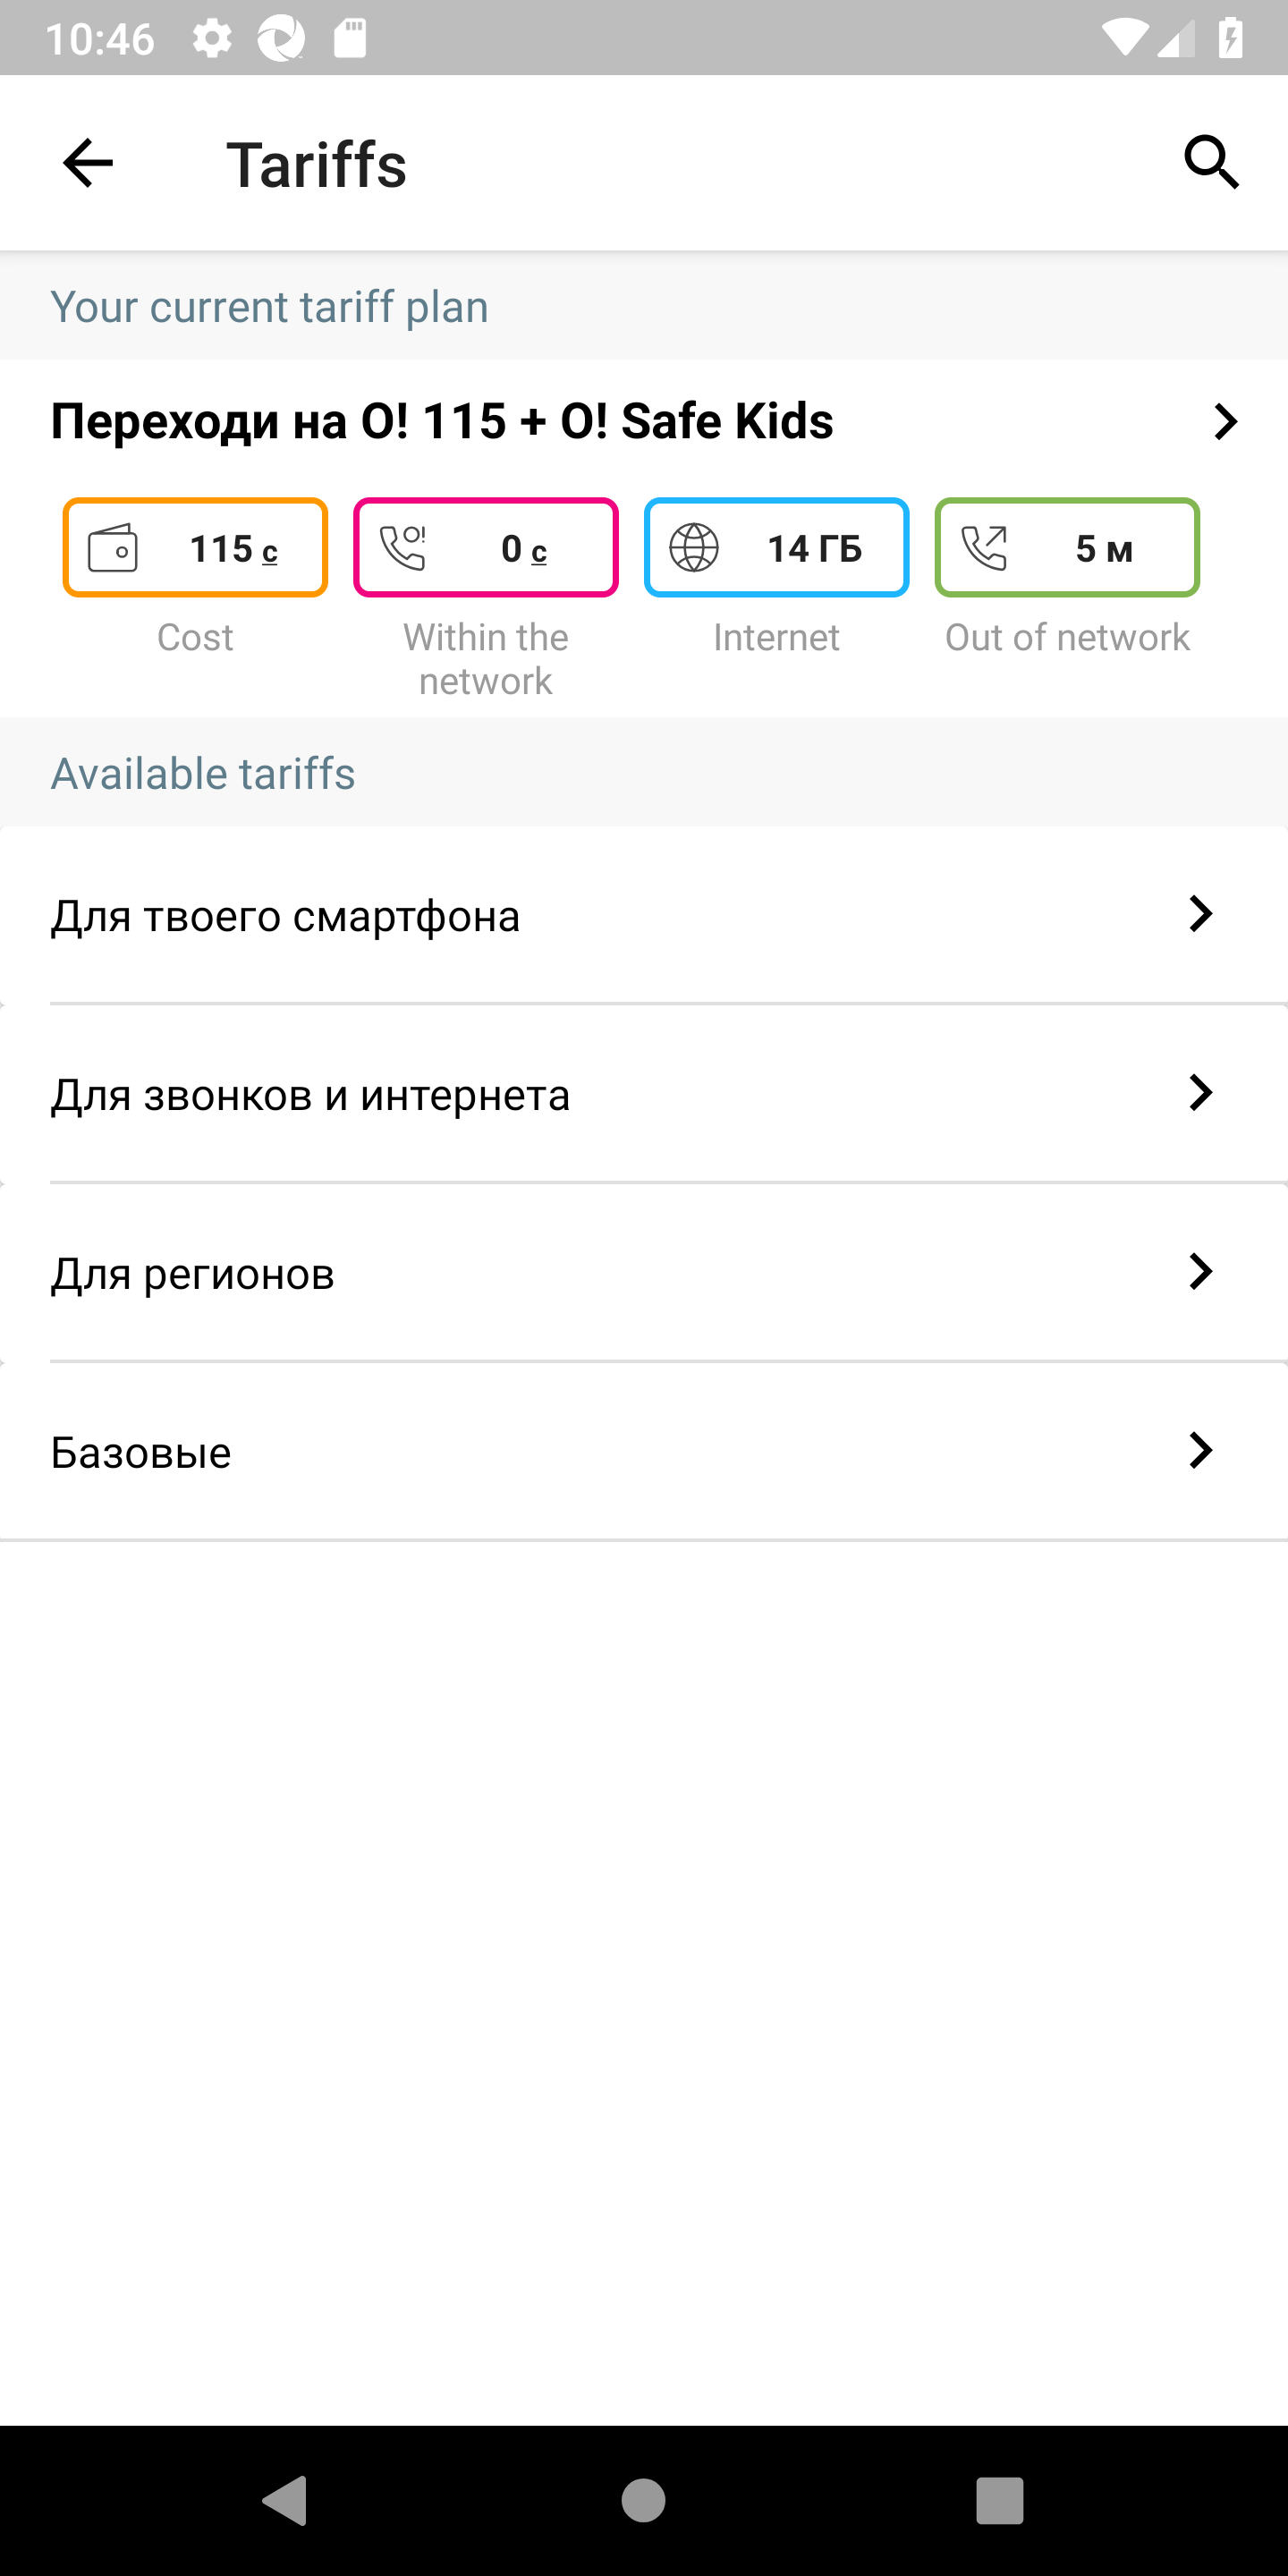 10:46
Tariffs
Your current tariff plan
Переходи на О! 115 + О! Safe Kids
115 с
О!
0 с
14 ГБ
5 м
Cost
Within the
network
Internet
Out of network
Available tariffs
Для твоего смартфона
Для звонков и интернета
Для регионов
Базовые